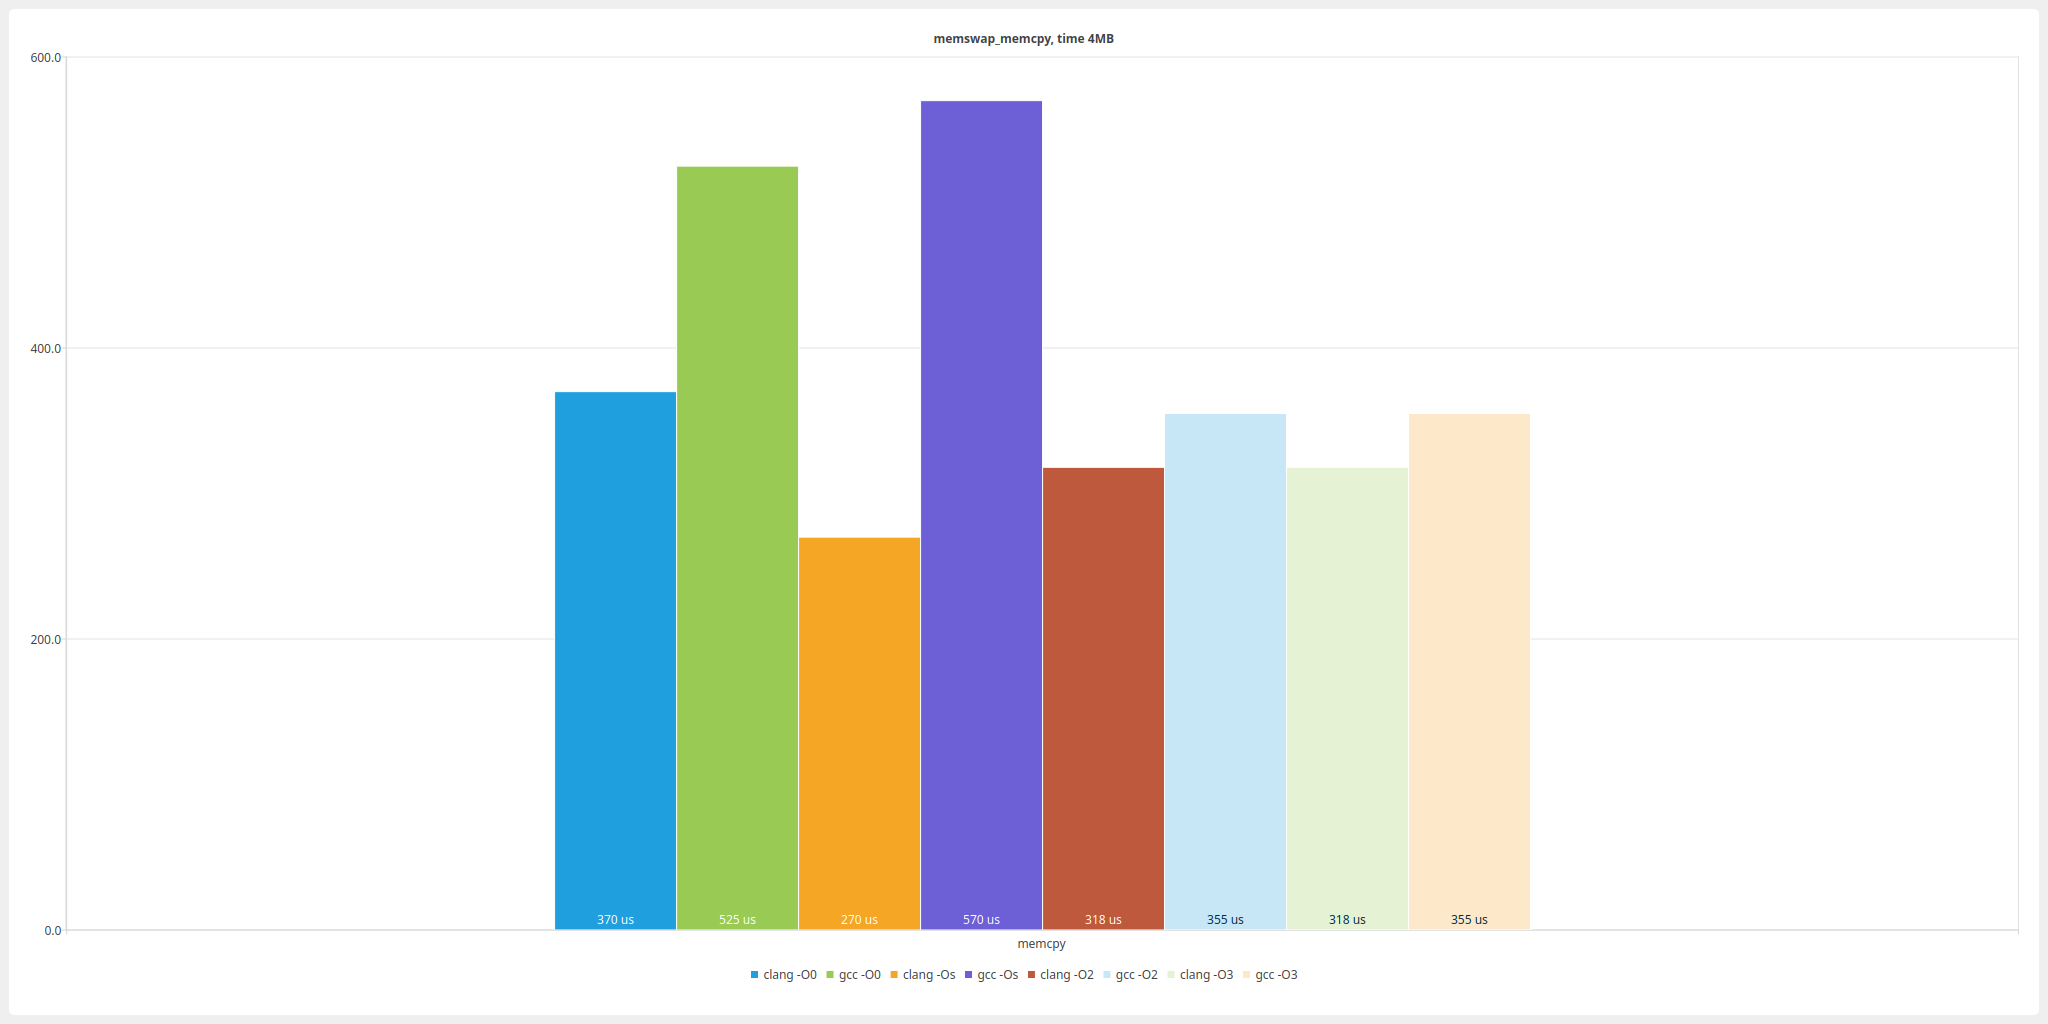 memswap_memcpy, time 4MB
600.0
400.0
200.0
0.0
370 us 525 us 270 us 570 us 318 us 355 us 318 us 355 us
memcpy
clang -O0 gcc -O0 clang -Os gcc -Os clang -O2 gcc -O2 clang -O3 gcc -O3